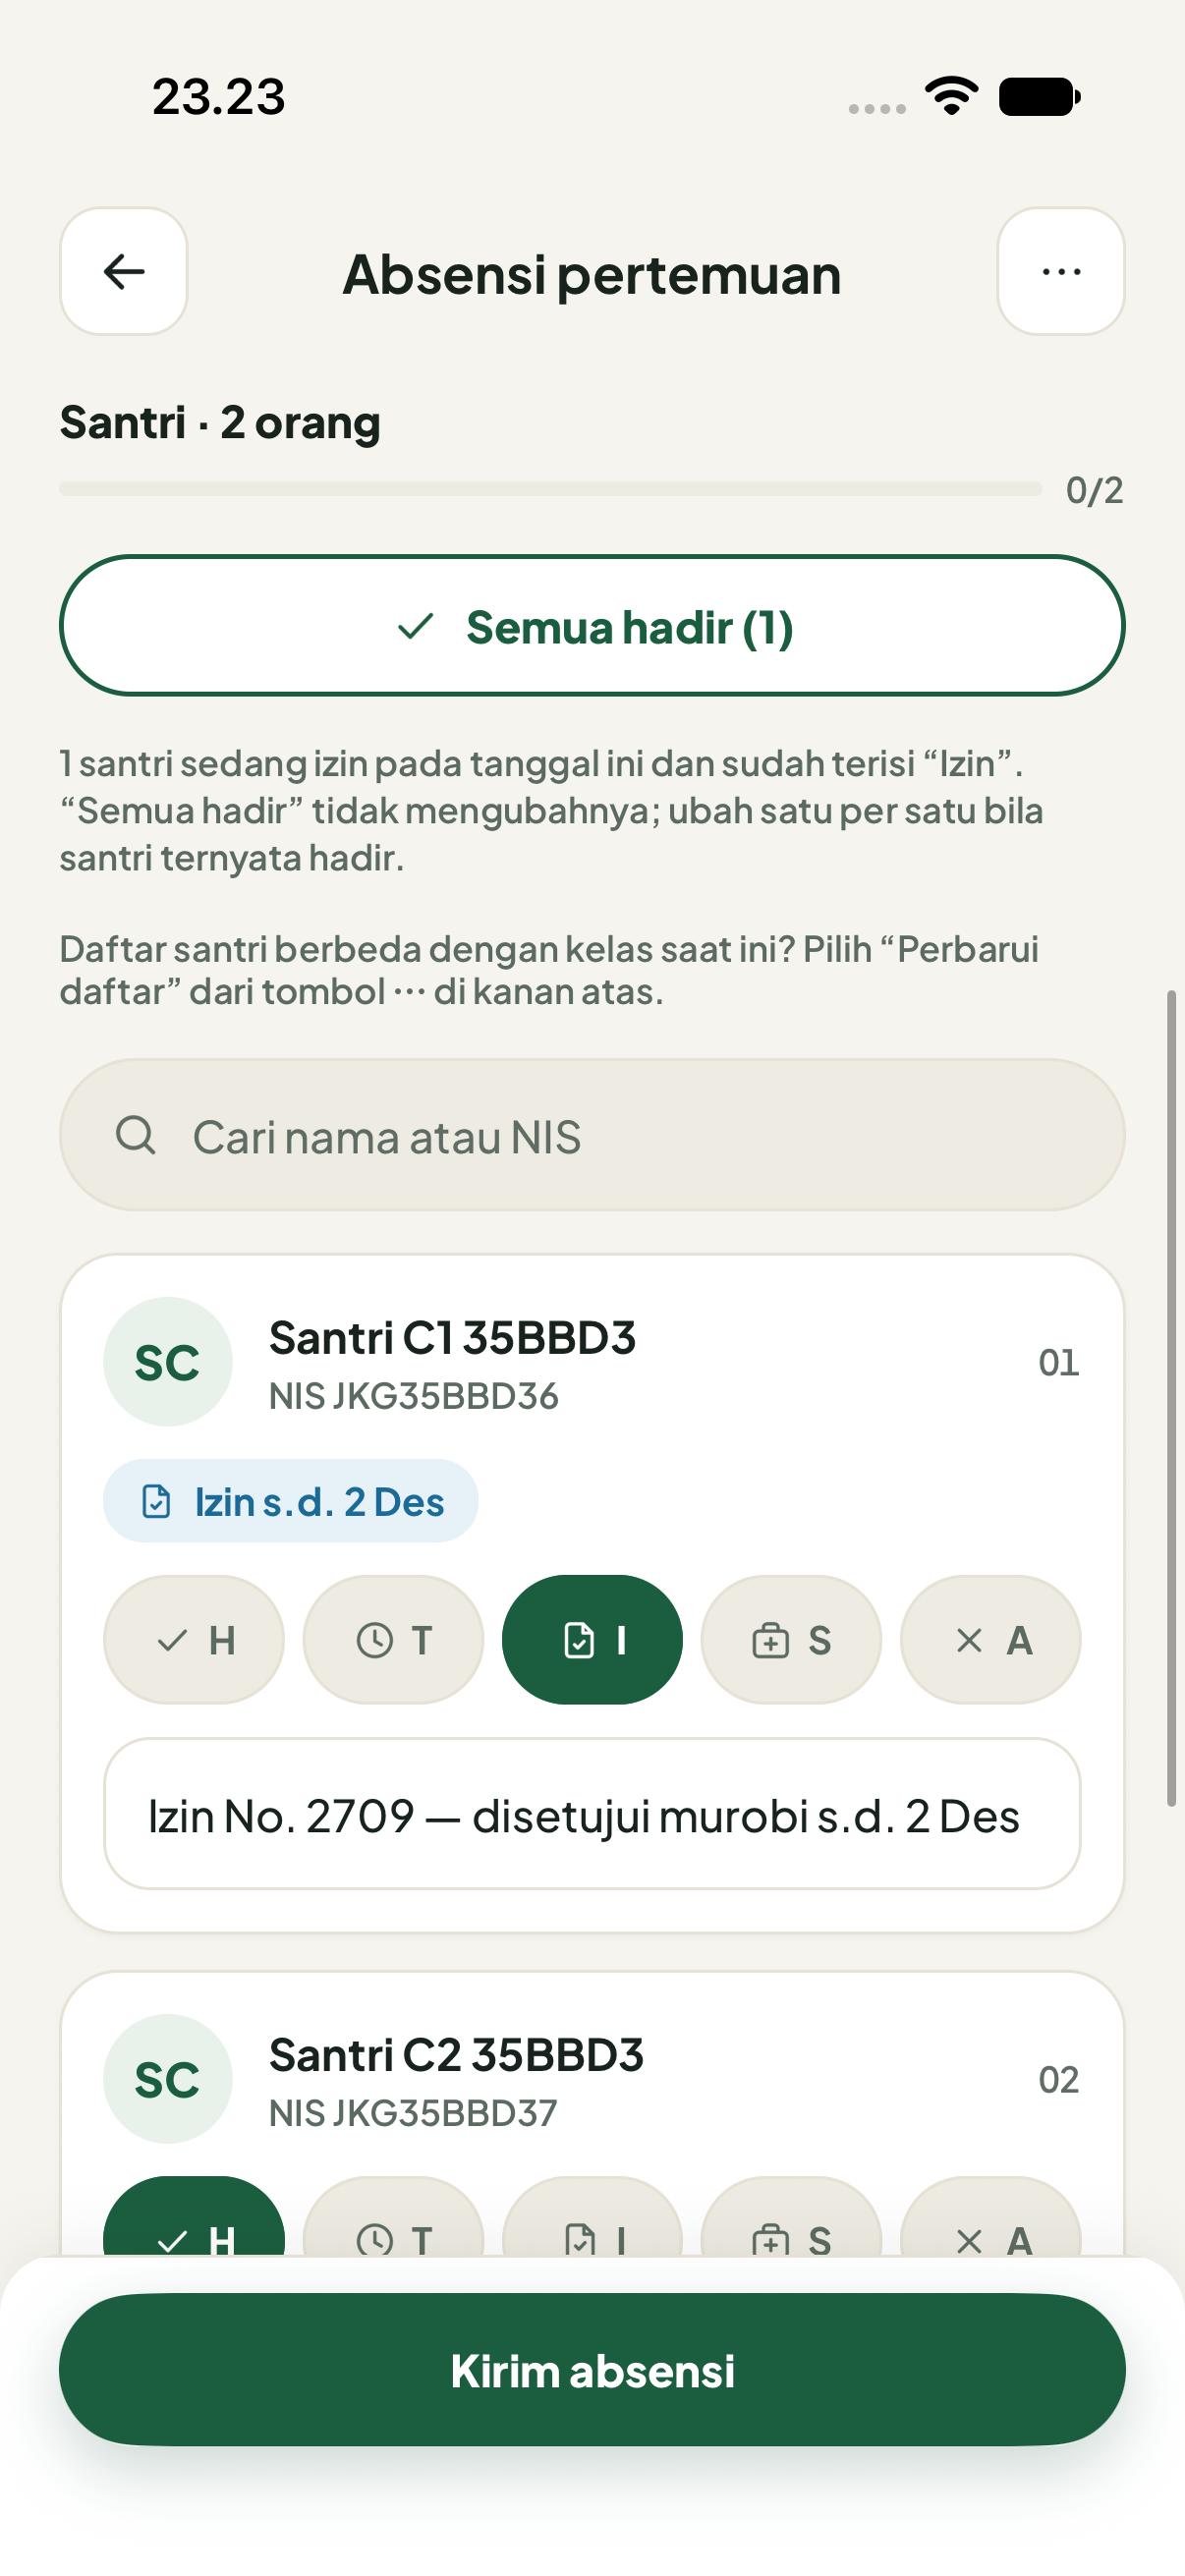 23.23
Absensi pertemuan
Santri · 2 orang
0/2
Semua hadir (1)
1 santri sedang izin pada tanggal ini dan sudah terisi “Izin”.
“Semua hadir” tidak mengubahnya; ubah satu per satu bila
santri ternyata hadir.
Daftar santri berbeda dengan kelas saat ini? Pilih “Perbarui
daftar” dari tombol ··· di kanan atas.
Cari nama atau NIS
SC
Santri C1 35BBD3
NIS JKG35BBD36
01
Izin s.d. 2 Des
H T I S A
Izin No. 2709 — disetujui murobi s.d. 2 Des
SC
Santri C2 35BBD3
NIS JKG35BBD37
02
H T I S A
Kirim absensi